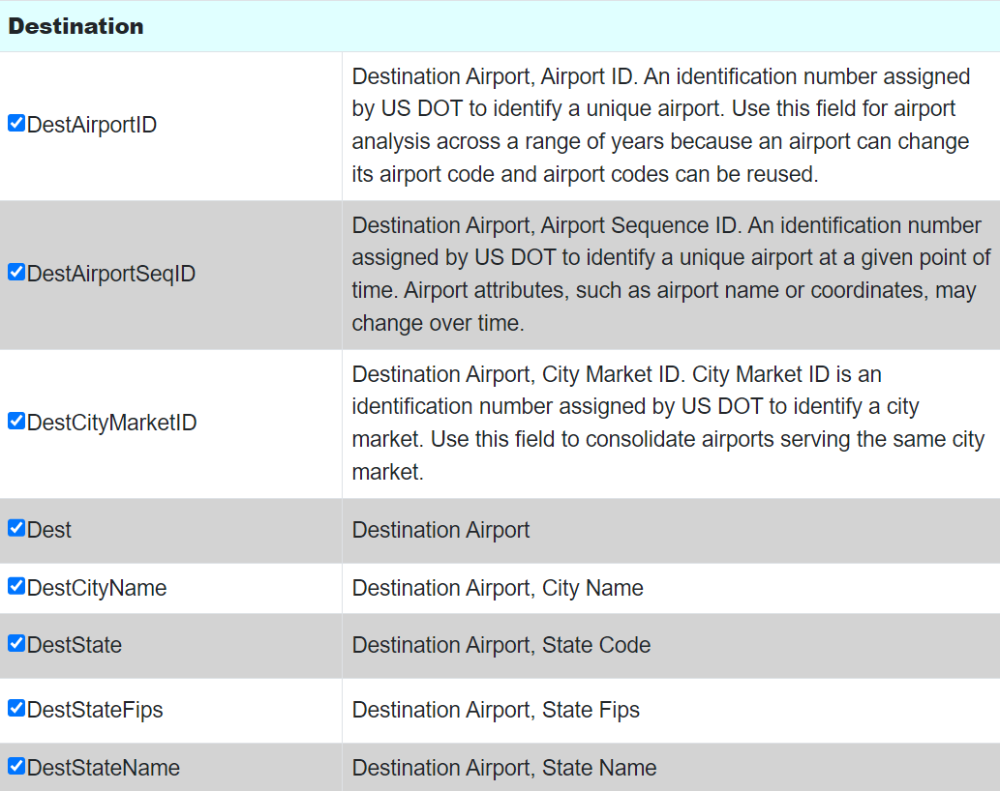 Destination
DestAirportID
Destination Airport, Airport ID. An identification number assigned
by US DOT to identify a unique airport. Use this field for airport
analysis across a range of years because an airport can change
its airport code and airport codes can be reused.
DestAirportSeqID
Destination Airport, Airport Sequence ID. An identification number
assigned by US DOT to identify a unique airport at a given point of
time. Airport attributes, such as airport name or coordinates, may
change over time.
DestCityMarketID
Destination Airport, City Market ID. City Market ID is an
identification number assigned by US DOT to identify a city
market. Use this field to consolidate airports serving the same city
market.
Dest
Destination Airport
DestCityName
Destination Airport, City Name
DestState
Destination Airport, State Code
DestStateFips
Destination Airport, State Fips
DestStateName
Destination Airport, State Name